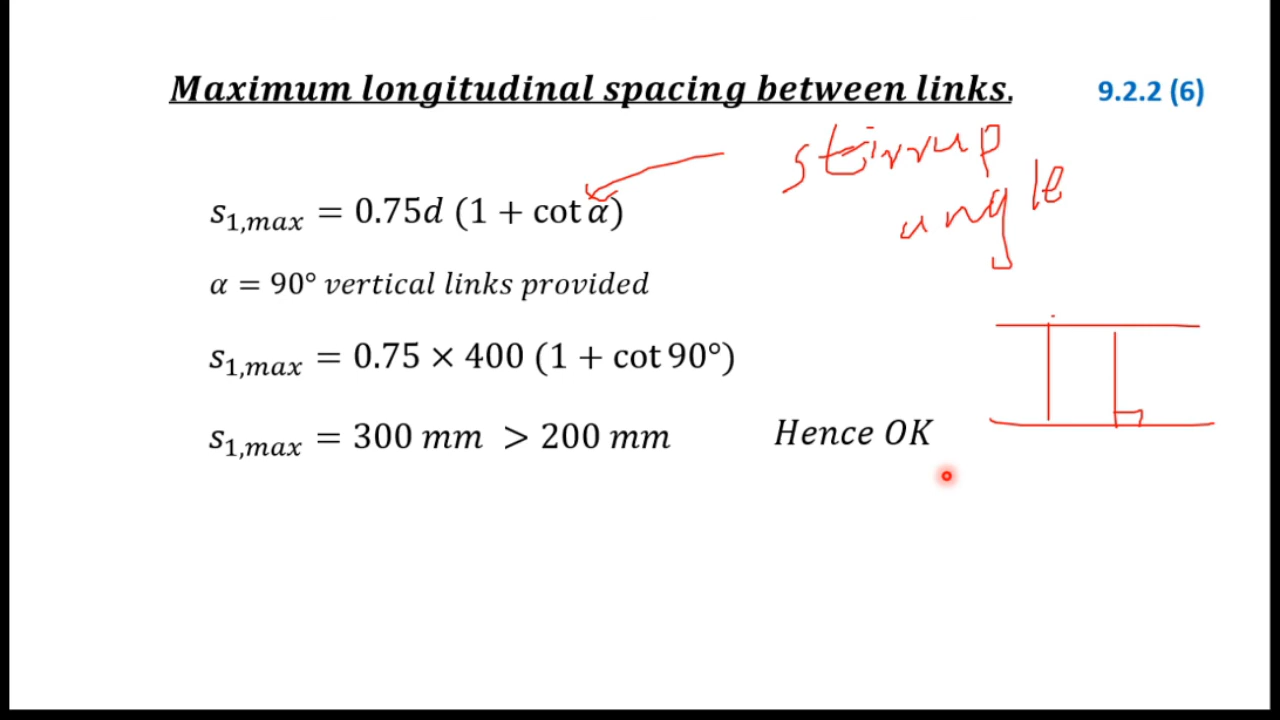 Maximum longitudinal spacing between links. 9.2.2 (6)
stirrup
angle
s1,max = 0.75d (1 + cot α)
α = 90° vertical links provided
s1,max = 0.75 × 400 (1 + cot 90°)
s1,max = 300 mm > 200 mm Hence OK